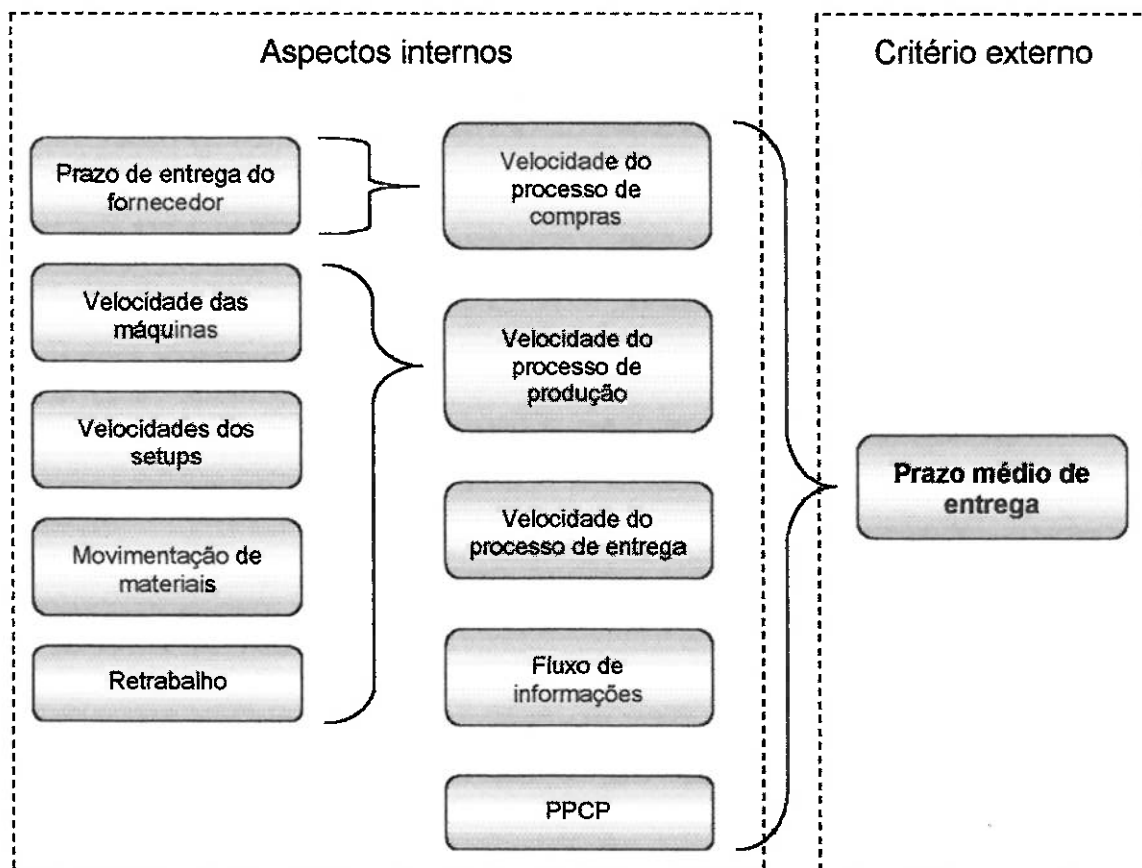 Aspectos internos
Critério externo
Prazo de entrega do
fornecedor
Velocidade das
máquinas
Velocidades dos
setups
Movimentação de
materiais
Retrabalho
Velocidade do
processo de
compras
Velocidade do
processo de
produção
Velocidade do
processo de entrega
Fluxo de
informações
PPCP
Prazo médio de
entrega